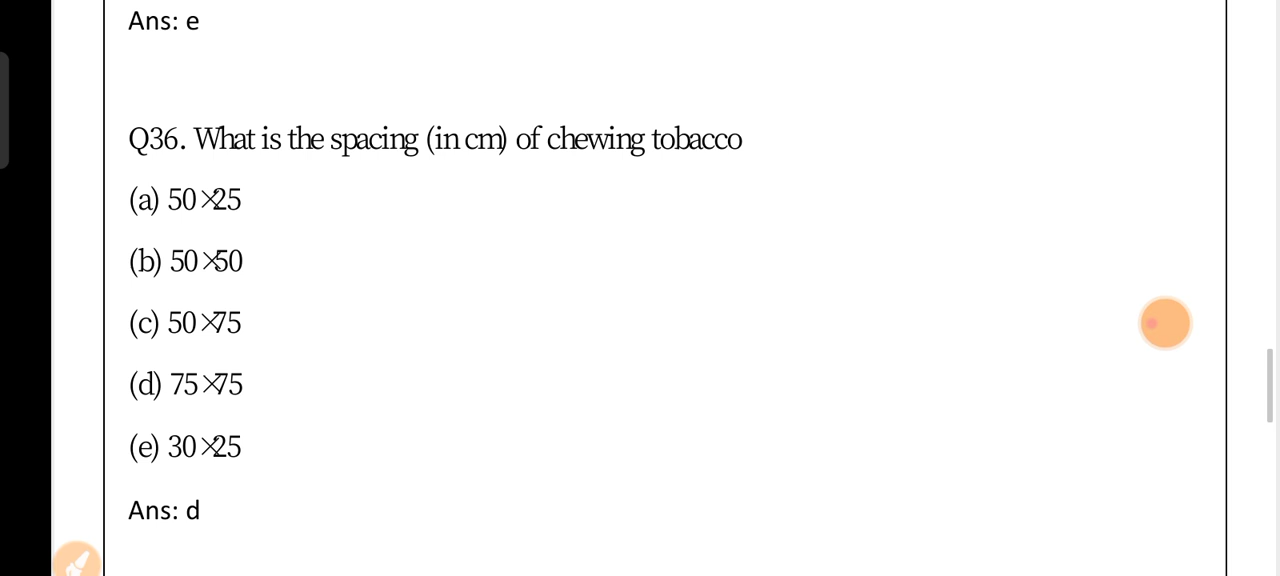 Ans: e
Q36. What is the spacing (in cm) of chewing tobacco
(a) 50×25
(b) 50×50
(c) 50×75
(d) 75×75
(e) 30×25
Ans: d